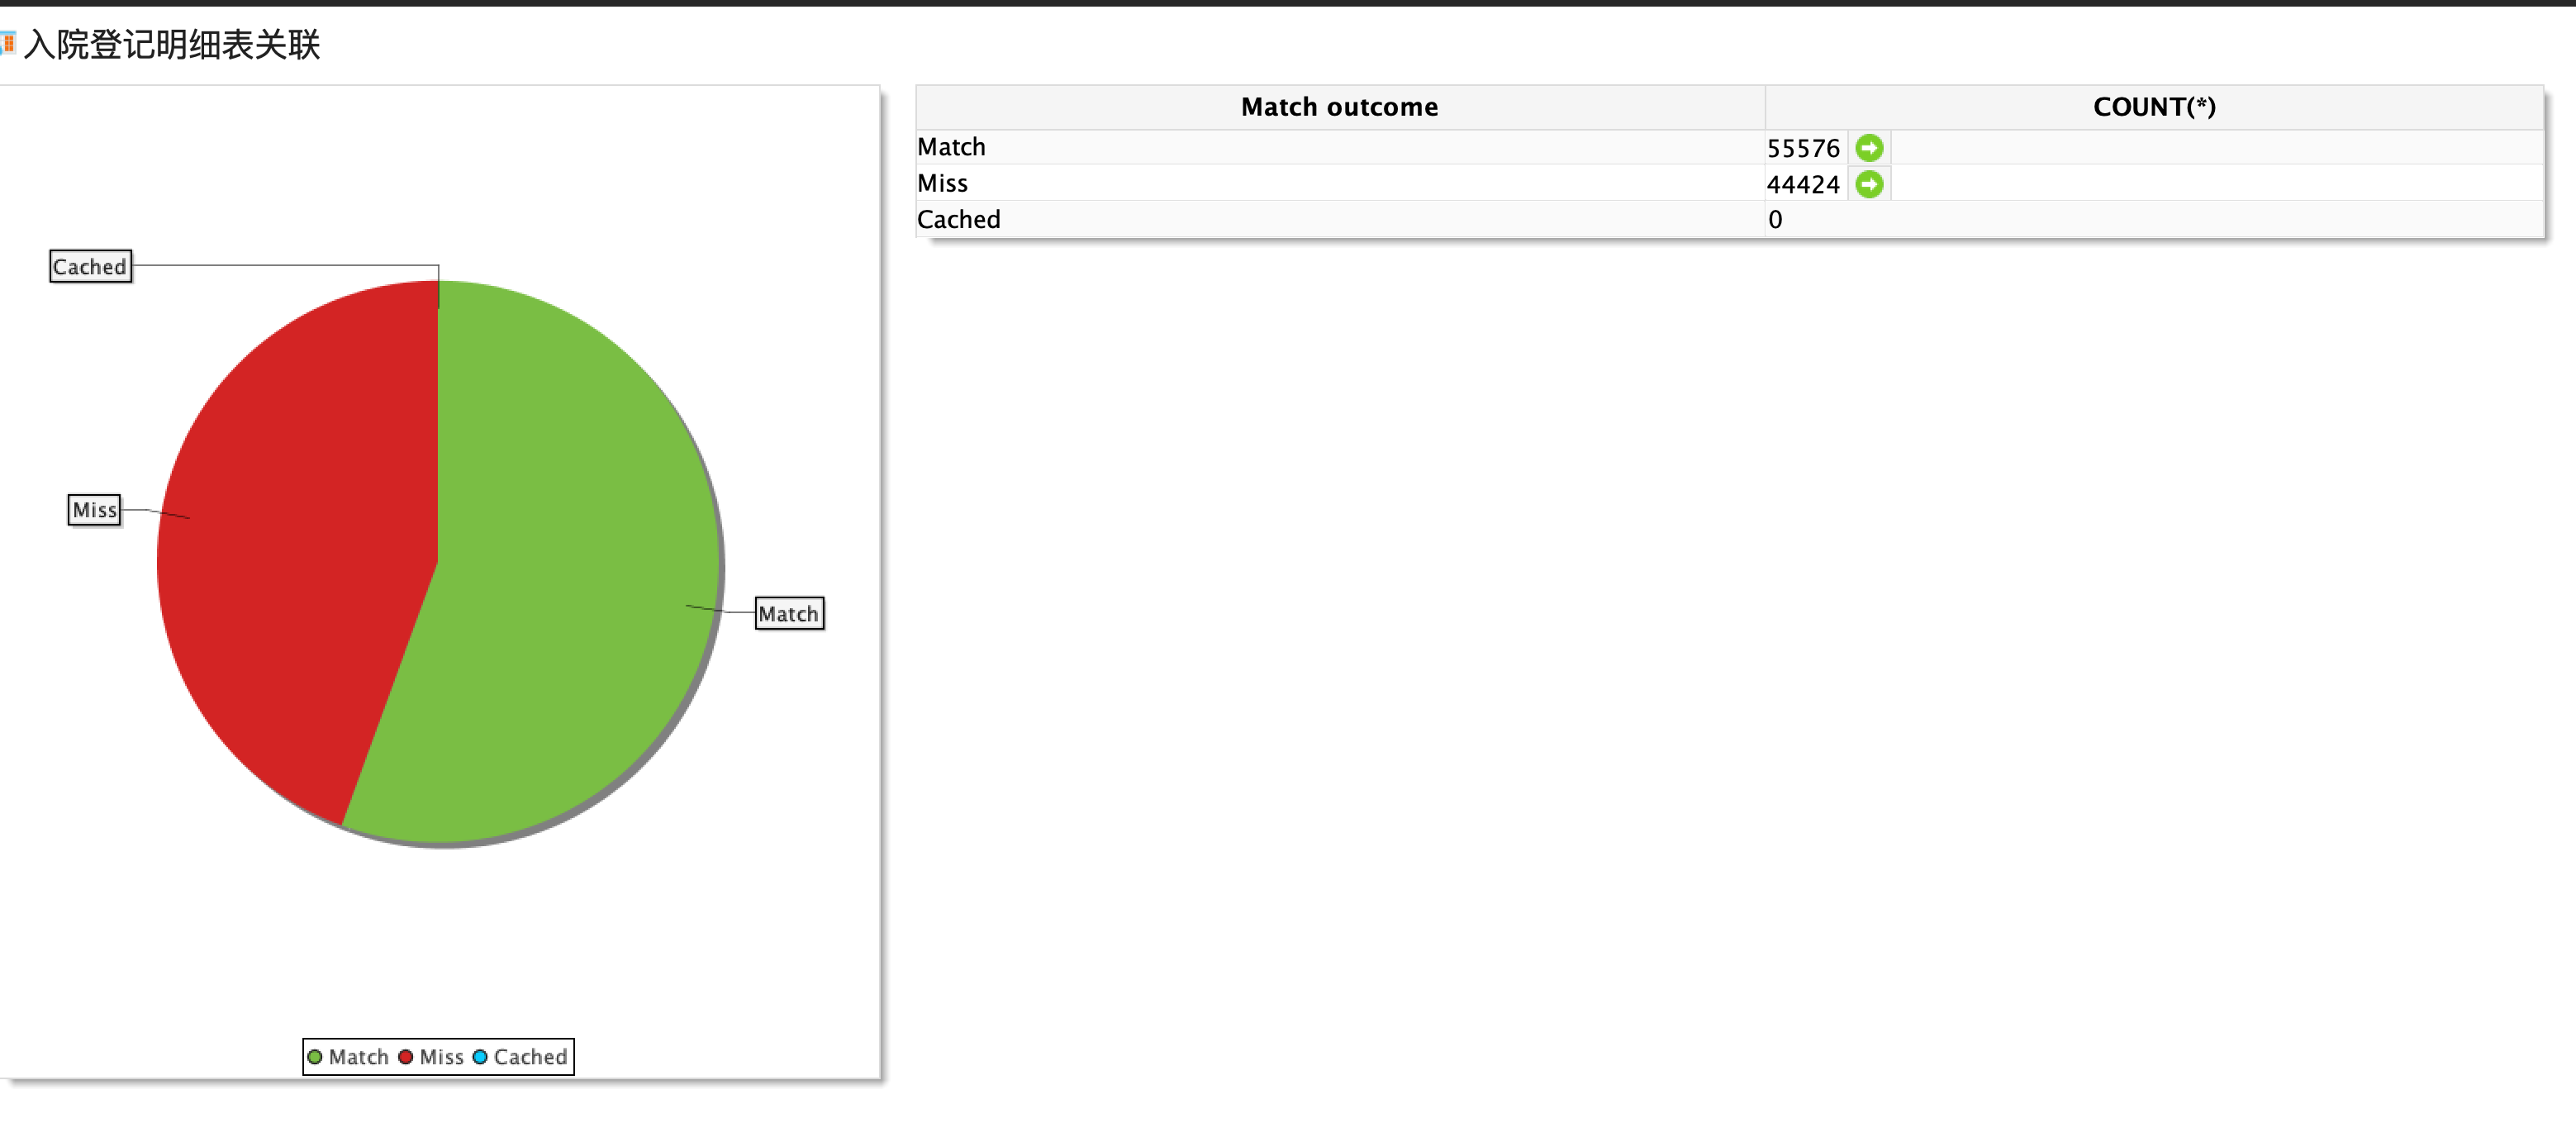 入院登记明细表关联
Match outcome COUNT(*)
Match 55576
Miss 44424
Cached 0
Cached
Miss
Match
Match Miss Cached